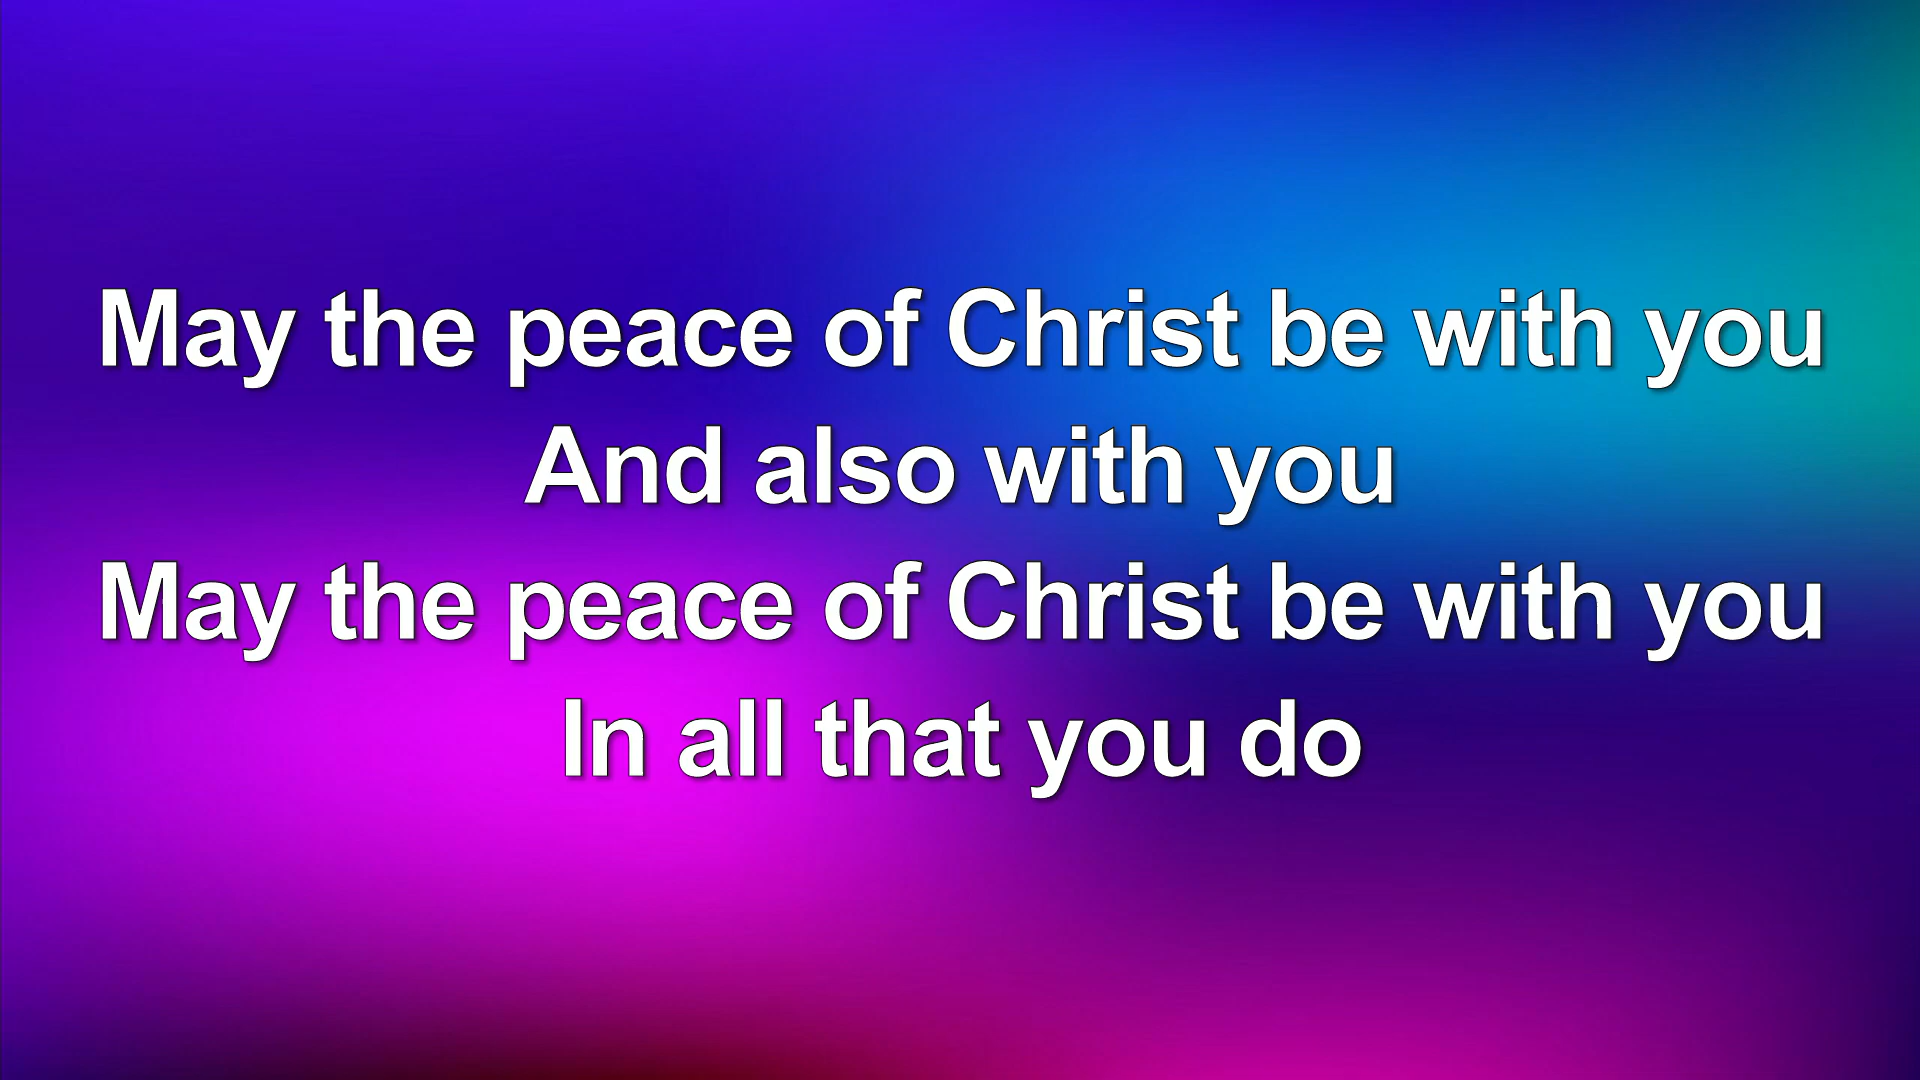 May the peace of Christ be with you
And also with you
May the peace of Christ be with you
In all that you do